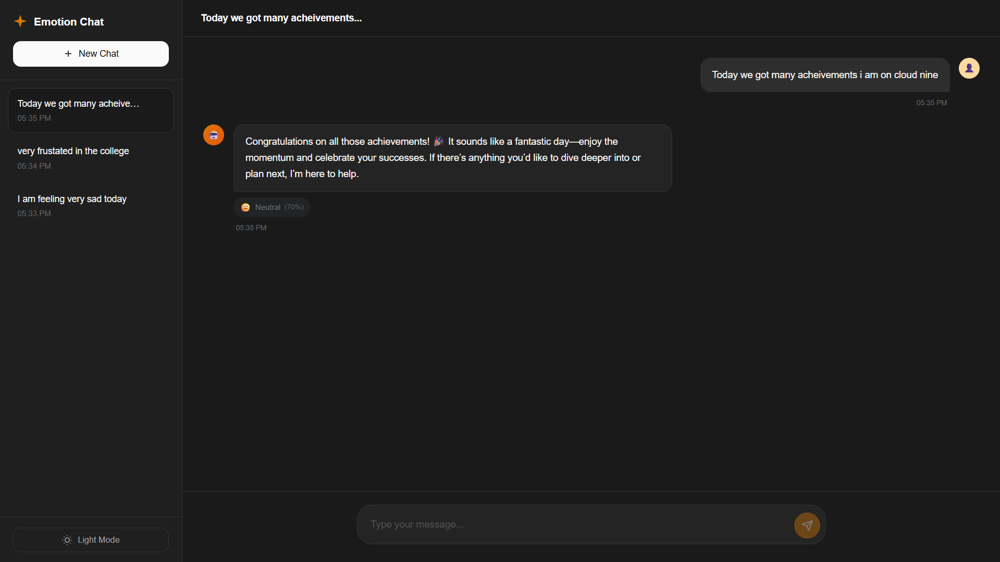 Emotion Chat
+ New Chat
Today we got many acheive…
05:35 PM
very frustated in the college
05:34 PM
I am feeling very sad today
05:33 PM
Light Mode
Today we got many acheivements...
Today we got many acheivements i am on cloud nine
05:35 PM
Congratulations on all those achievements! 🎉 It sounds like a fantastic day—enjoy the
momentum and celebrate your successes. If there’s anything you’d like to dive deeper into or
plan next, I’m here to help.
😐 Neutral (70%)
05:35 PM
Type your message...